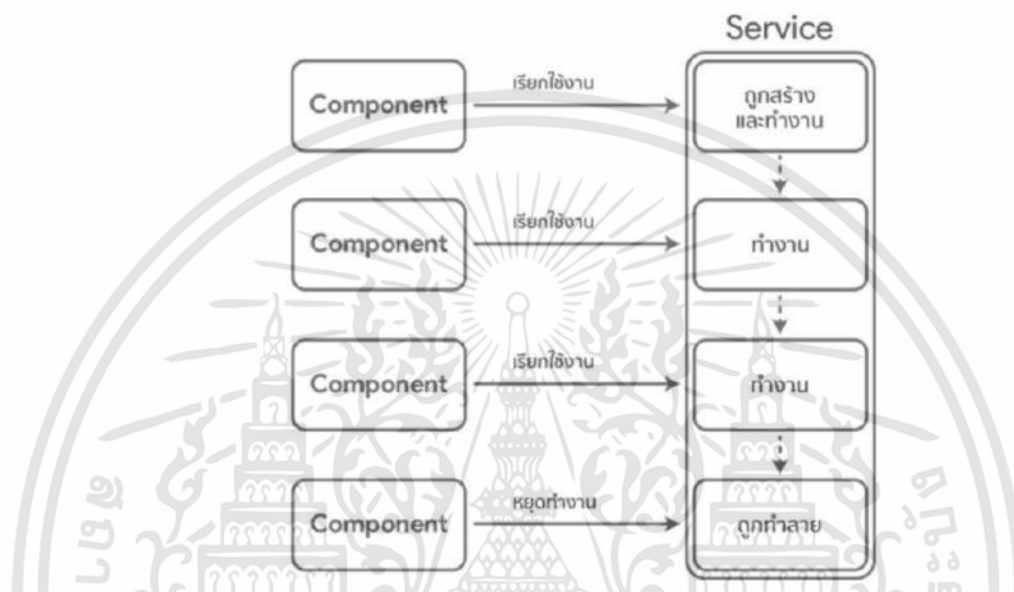 Service
Component
เรียกใช้งาน
ถูกสร้าง
และทำงาน
Component
เรียกใช้งาน
ทำงาน
Component
เรียกใช้งาน
ทำงาน
Component
หยุดทำงาน
ถูกทำลาย